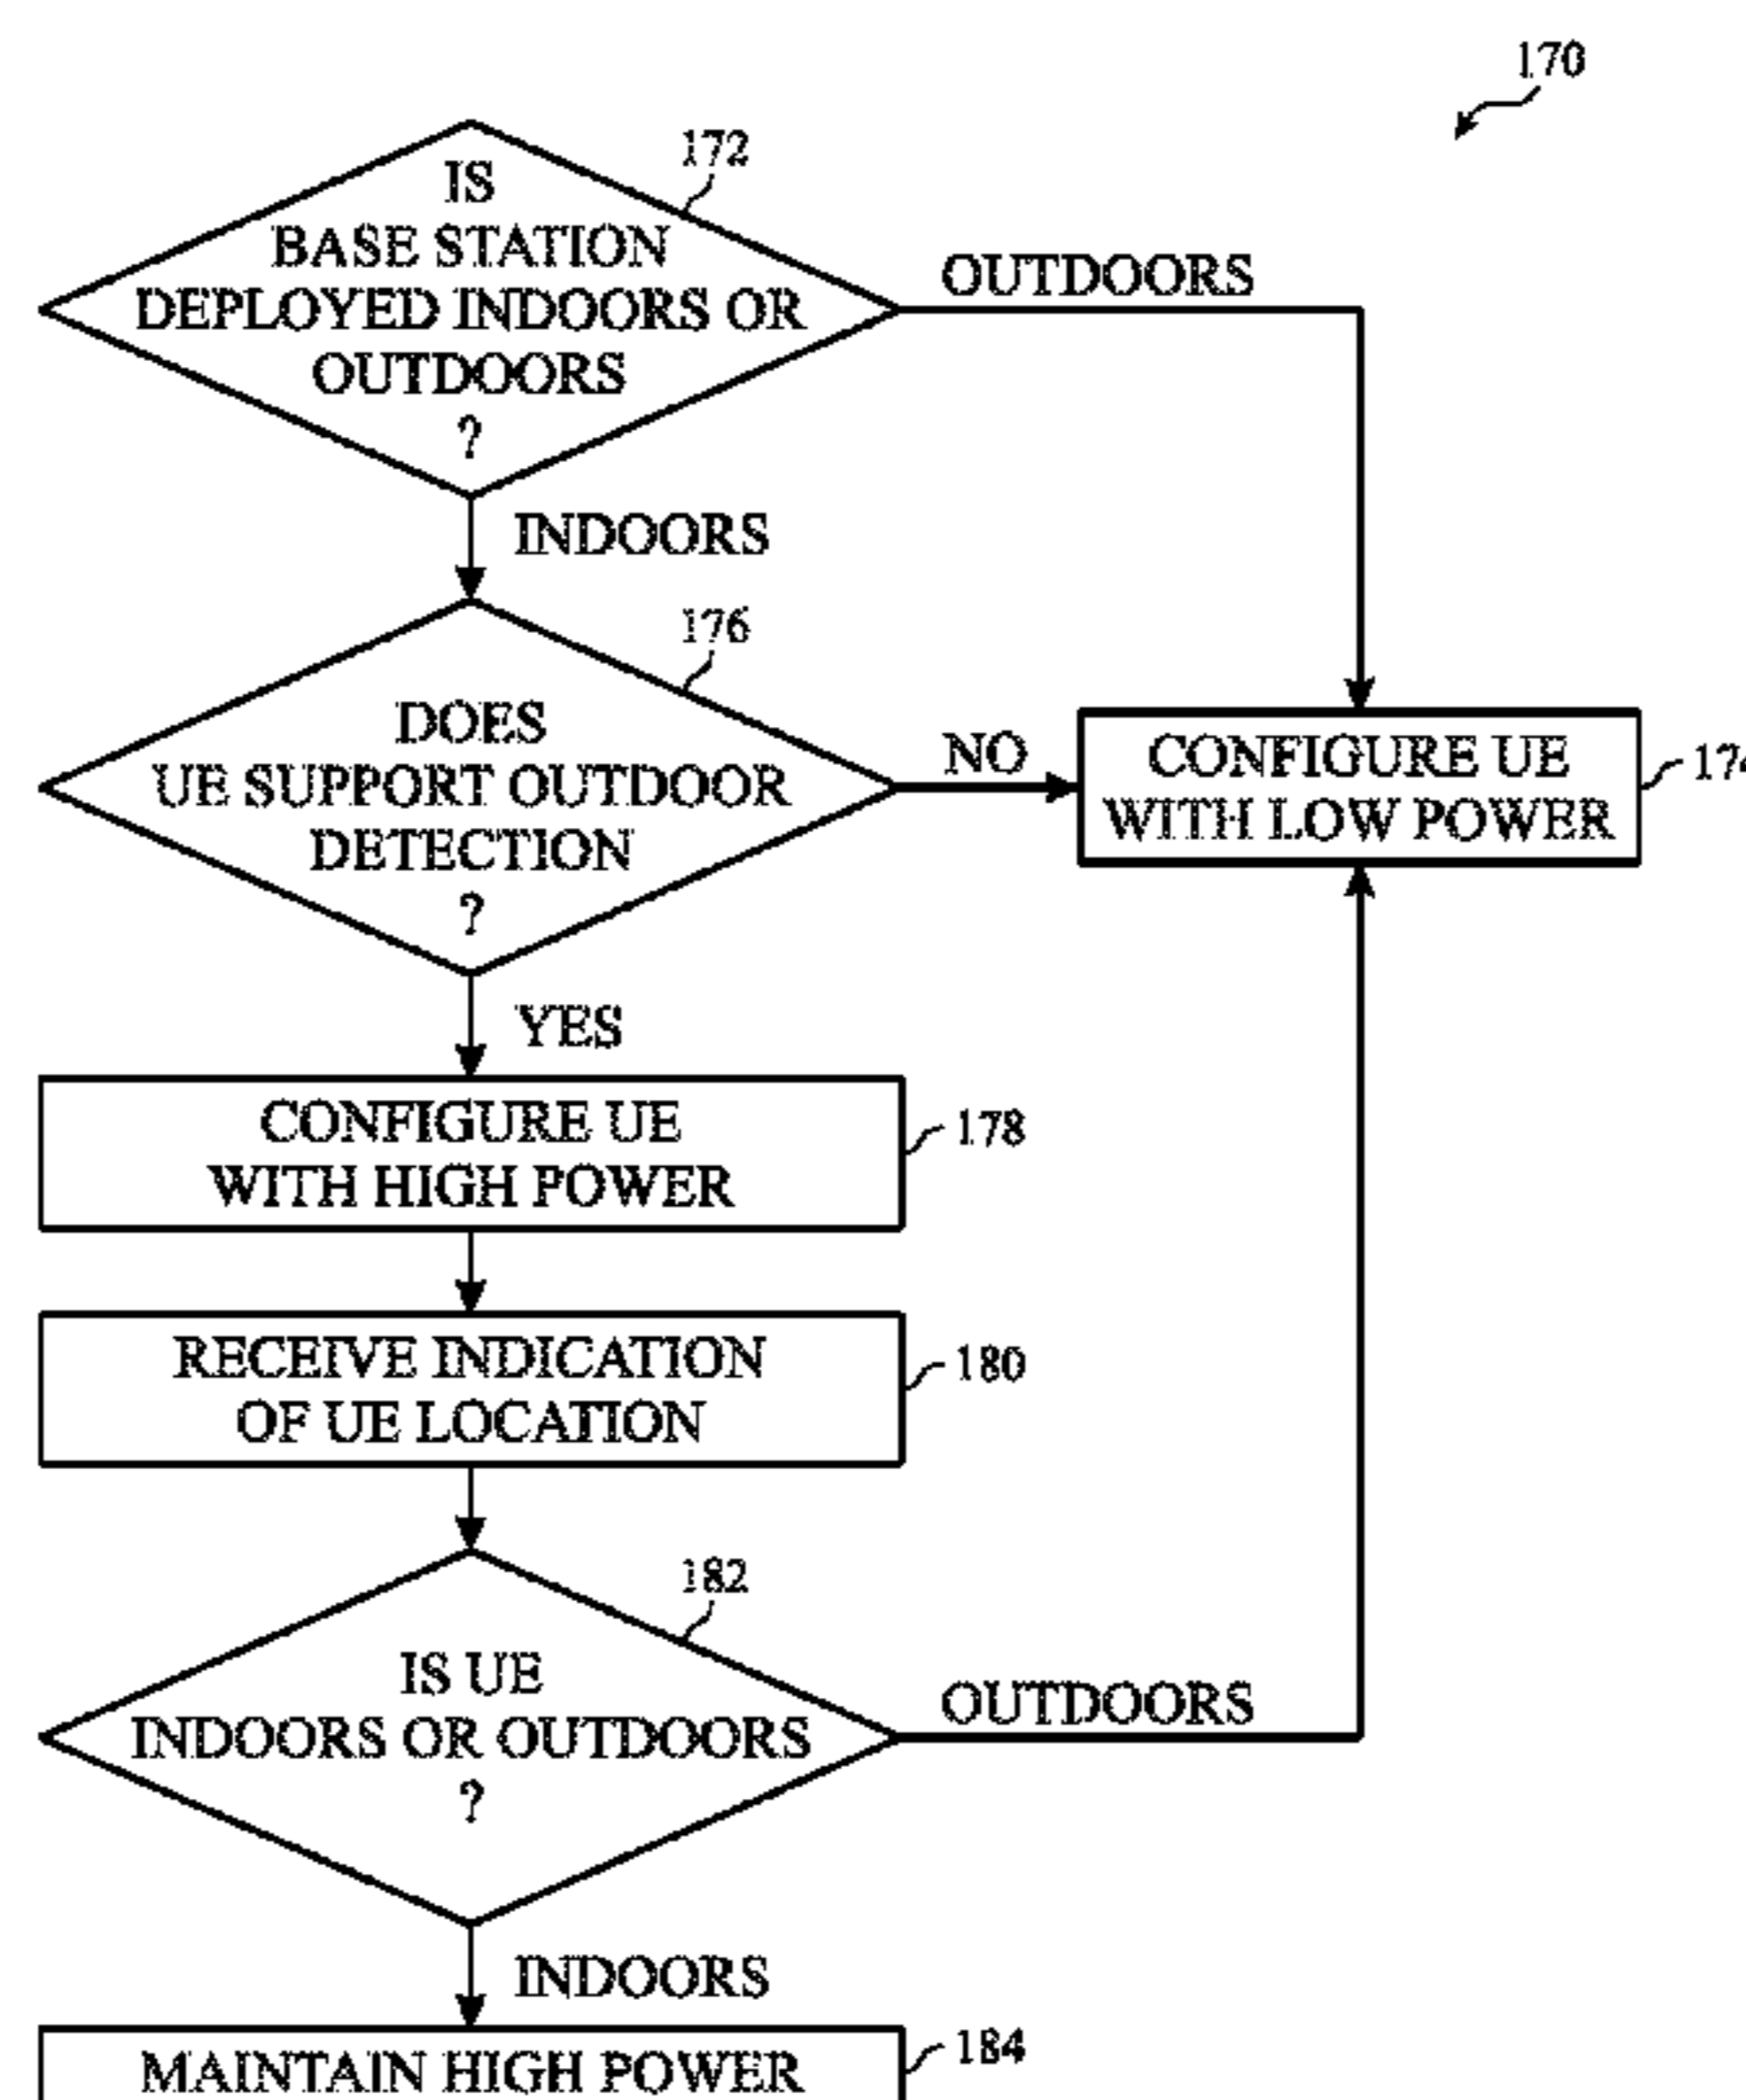 170
172
IS
BASE STATION
DEPLOYED INDOORS OR
OUTDOORS
?
OUTDOORS
INDOORS
176
DOES
UE SUPPORT OUTDOOR
DETECTION
?
NO
CONFIGURE UE
WITH LOW POWER
174
YES
CONFIGURE UE
WITH HIGH POWER
178
RECEIVE INDICATION
OF UE LOCATION
180
182
IS UE
INDOORS OR OUTDOORS
?
OUTDOORS
INDOORS
MAINTAIN HIGH POWER
184